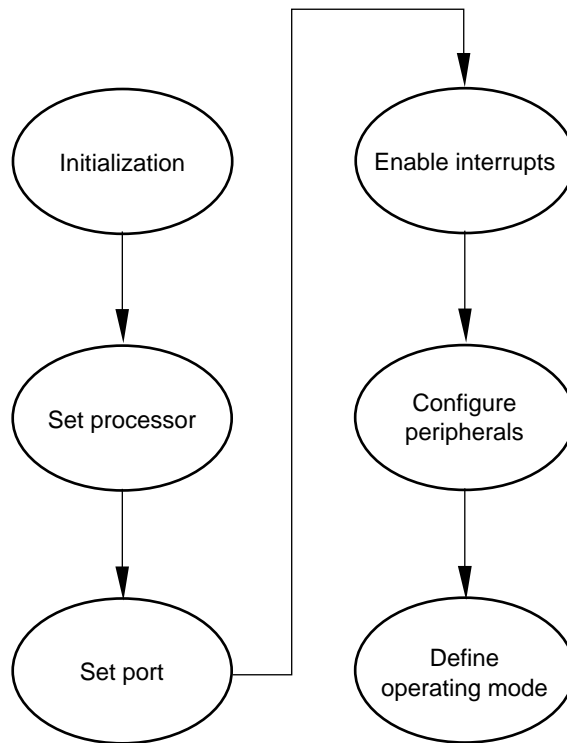 Initialization
Set processor
Set port
Enable interrupts
Configure
peripherals
Define
operating mode